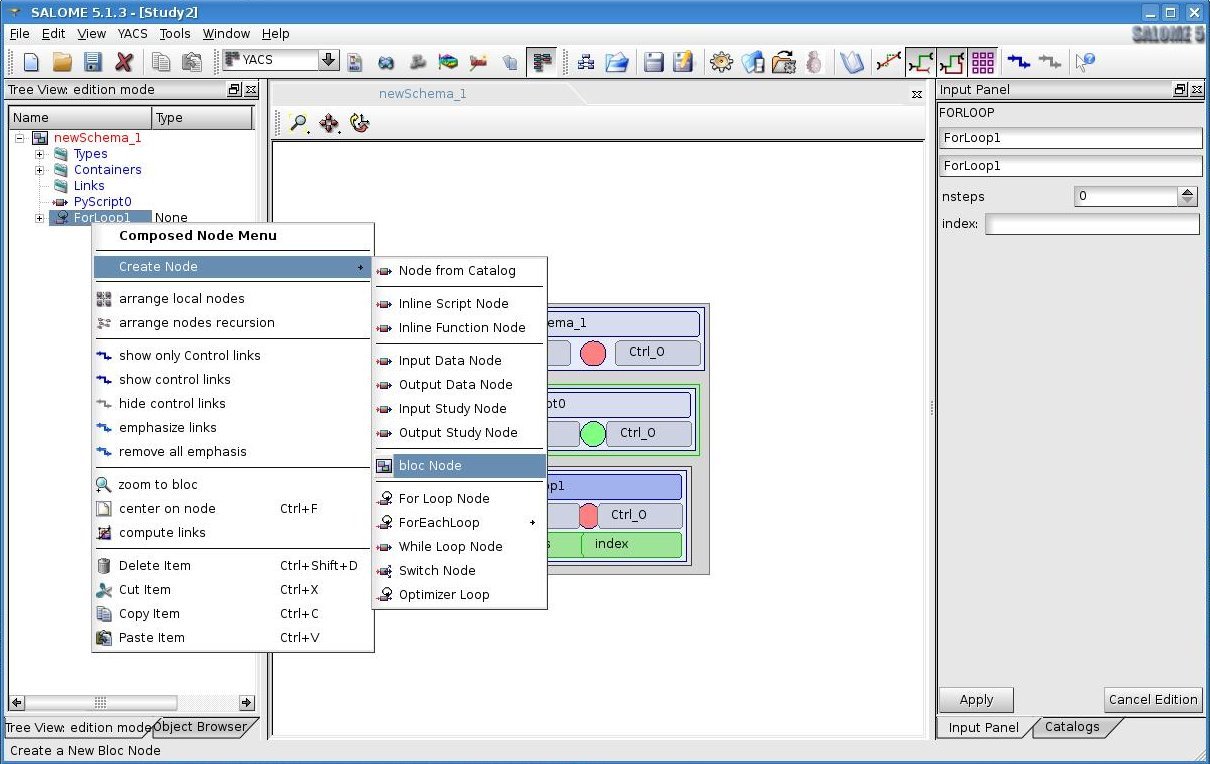 SALOME 5.1.3 - [Study2]
File Edit View YACS Tools Window Help
SALOME 5
YACS
Tree View: edition mode
Name Type
newSchema_1
Types
Containers
Links
PyScript0
ForLoop1 None
Composed Node Menu
Create Node
arrange local nodes
arrange nodes recursion
show only Control links
show control links
hide control links
emphasize links
remove all emphasis
zoom to bloc
center on node Ctrl+F
compute links
Delete Item Ctrl+Shift+D
Cut Item Ctrl+X
Copy Item Ctrl+C
Paste Item Ctrl+V
Node from Catalog
Inline Script Node
Inline Function Node
Input Data Node
Output Data Node
Input Study Node
Output Study Node
bloc Node
For Loop Node
ForEachLoop
While Loop Node
Switch Node
Optimizer Loop
newSchema_1
ema_1
Ctrl_O
pt0
Ctrl_O
op1
Ctrl_O
s index
Input Panel
FORLOOP
ForLoop1
ForLoop1
nsteps 0
index:
Apply Cancel Edition
Input Panel Catalogs
Tree View: edition mode Object Browser
Create a New Bloc Node